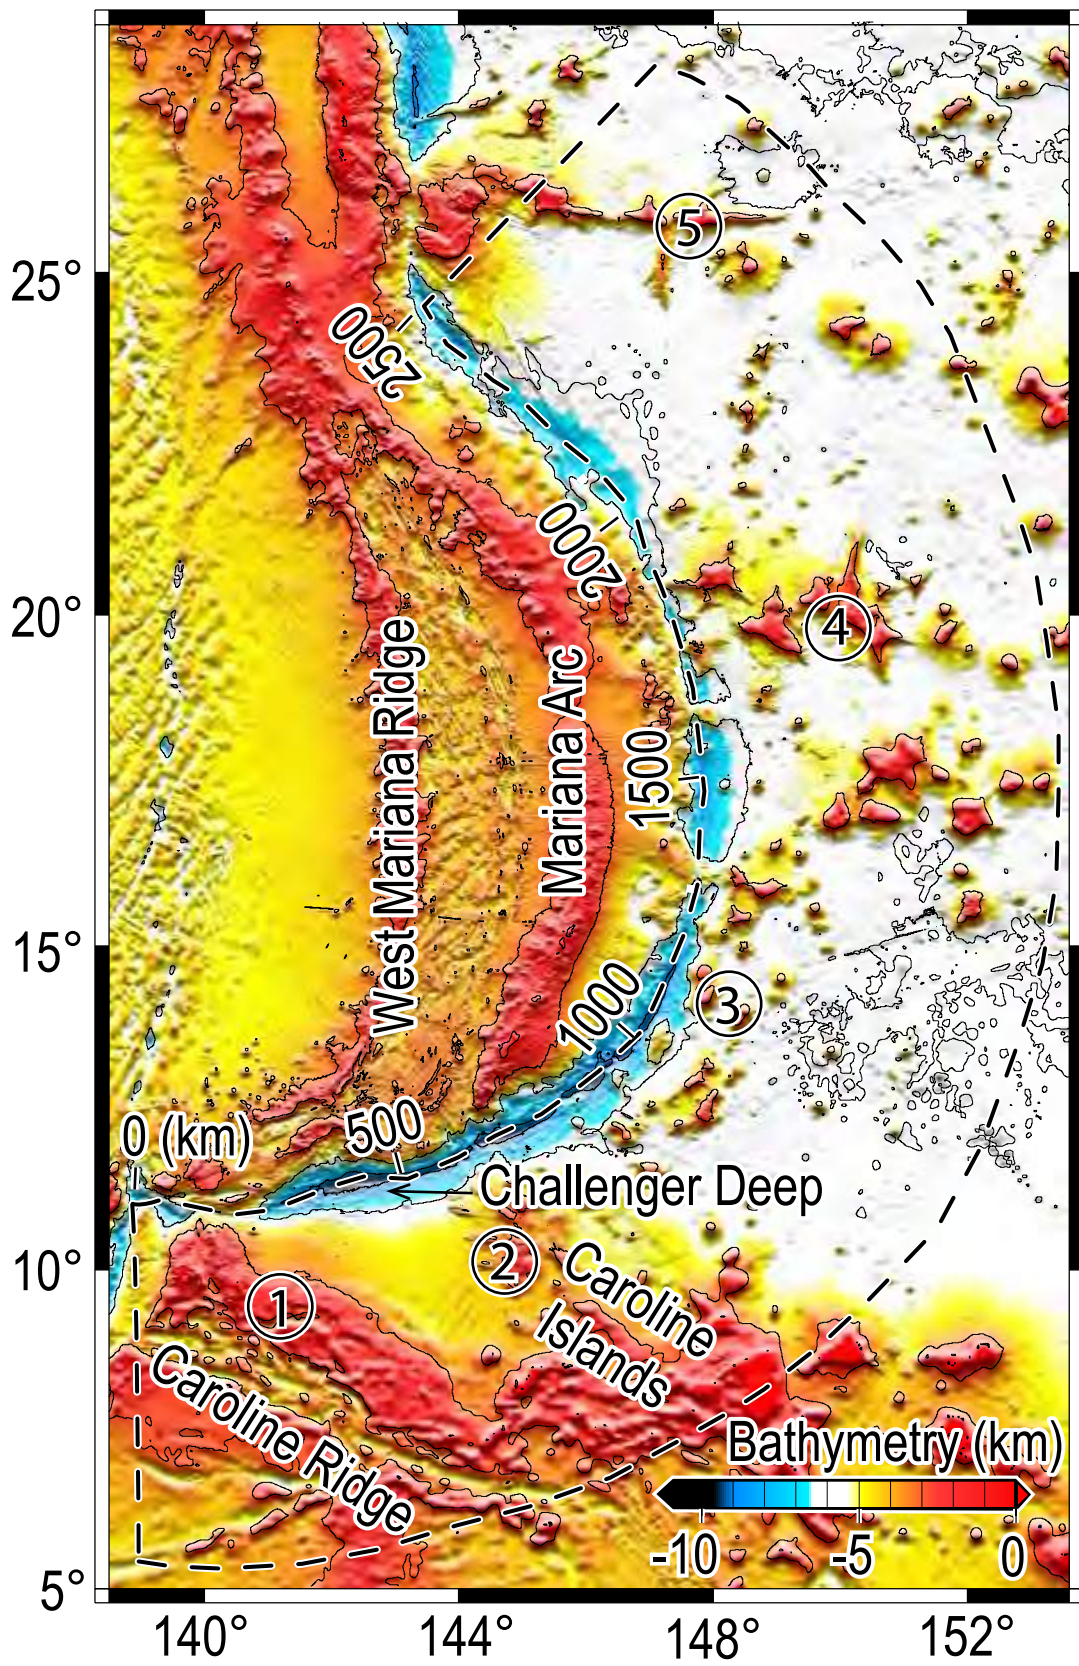 5
25°
2500
2000
20°
4
West Mariana Ridge
Mariana Arc
1500
15°
1000
3
500
0 (km)
Challenger Deep
10°
2
Caroline
Islands
1
Caroline Ridge
Bathymetry (km)
-10
-5
0
5°
140°
144°
148°
152°